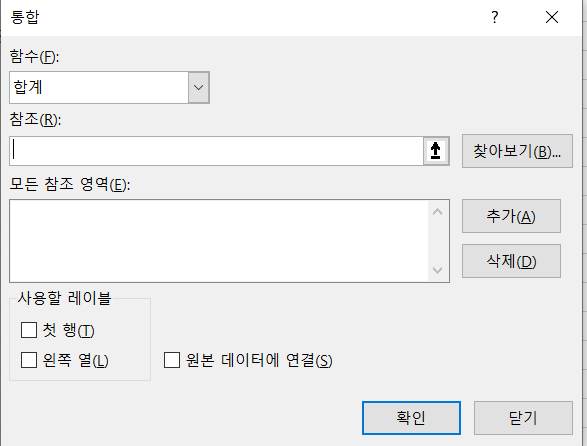 통합
?
함수(F):
합계
참조(R):
찾아보기(B)...
모든 참조 영역(E):
추가(A)
삭제(D)
사용할 레이블
첫 행(T)
왼쪽 열(L)
원본 데이터에 연결(S)
확인
닫기